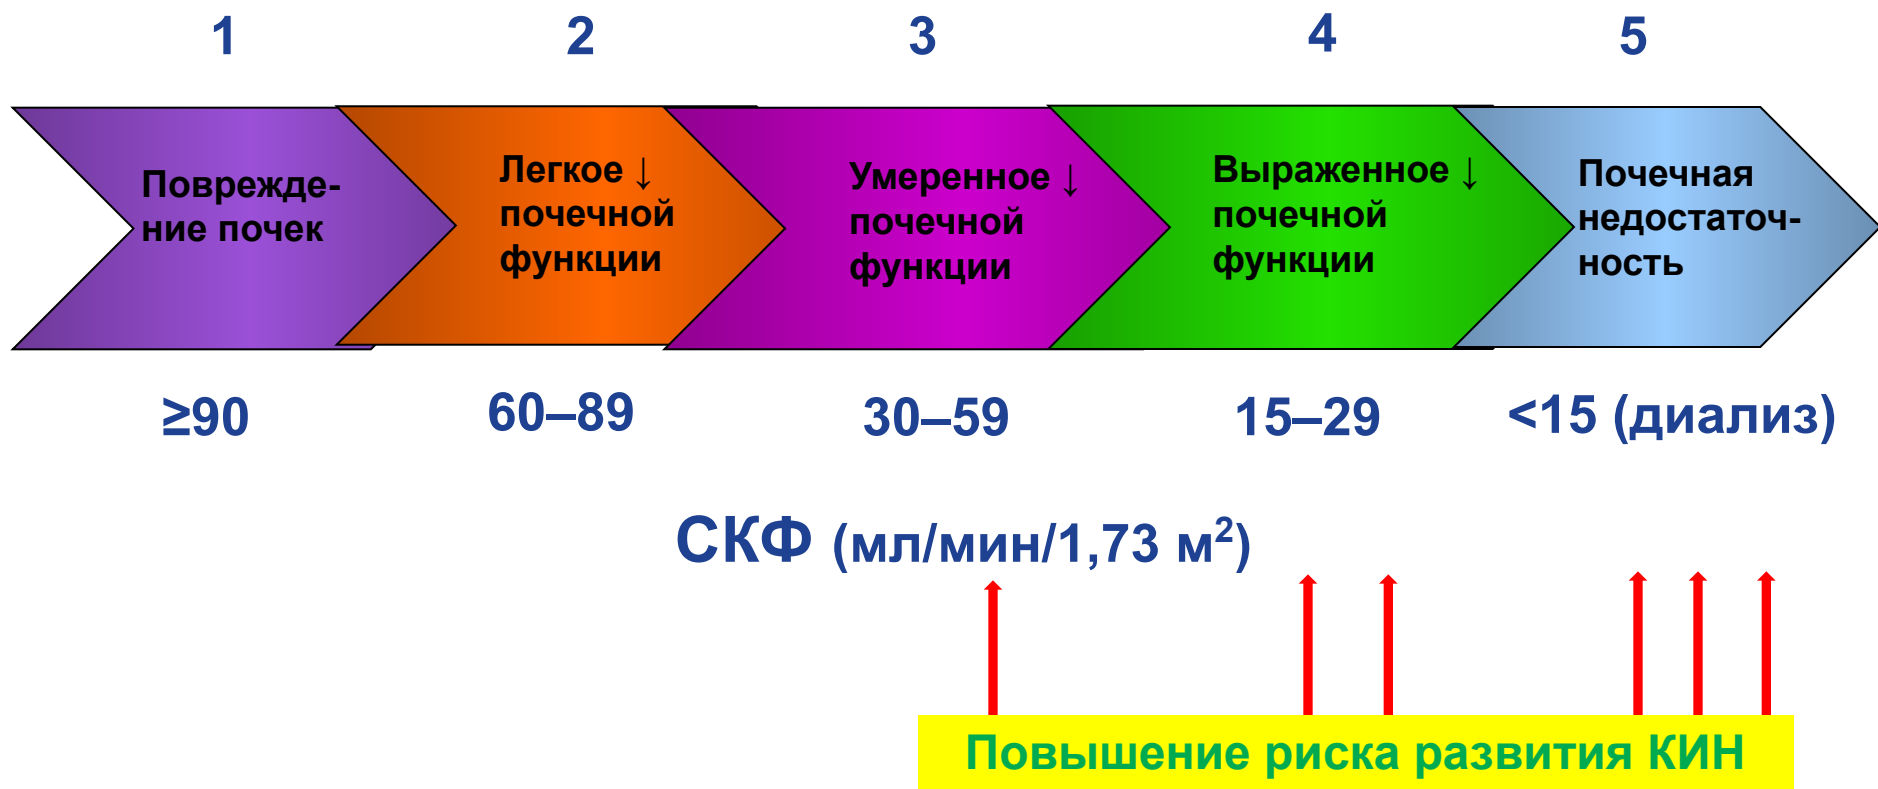 1
2
3
4
5
Поврежде-
ние почек
Легкое ↓
почечной
функции
Умеренное ↓
почечной
функции
Выраженное ↓
почечной
функции
Почечная
недостаточ-
ность
≥90
60–89
30–59
15–29
<15 (диализ)
СКФ (мл/мин/1,73 м²)
Повышение риска развития КИН